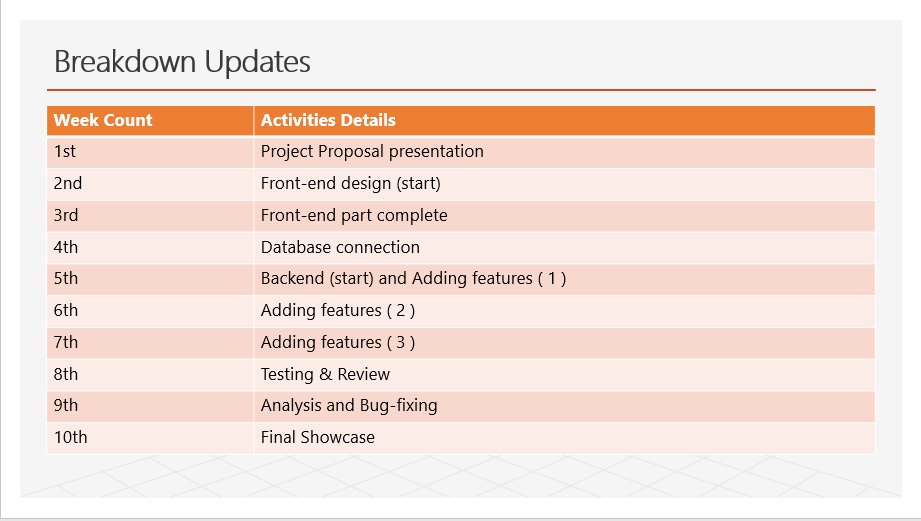 Breakdown Updates
Week Count Activities Details
1st Project Proposal presentation
2nd Front-end design (start)
3rd Front-end part complete
4th Database connection
5th Backend (start) and Adding features ( 1 )
6th Adding features ( 2 )
7th Adding features ( 3 )
8th Testing & Review
9th Analysis and Bug-fixing
10th Final Showcase